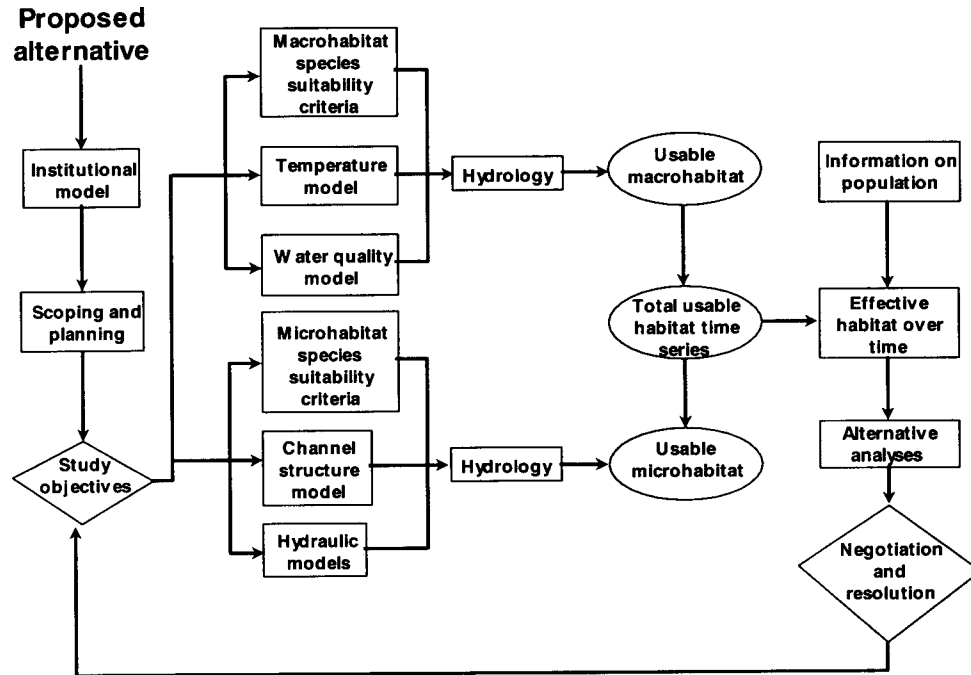 Proposed
alternative
Institutional
model
Scoping and
planning
Study
objectives
Macrohabitat
species
suitability
criteria
Temperature
model
Water quality
model
Microhabitat
species
suitability
criteria
Channel
structure
model
Hydraulic
models
Hydrology
Hydrology
Usable
macrohabitat
Total usable
habitat time
series
Usable
microhabitat
Information on
population
Effective
habitat over
time
Alternative
analyses
Negotiation
and
resolution